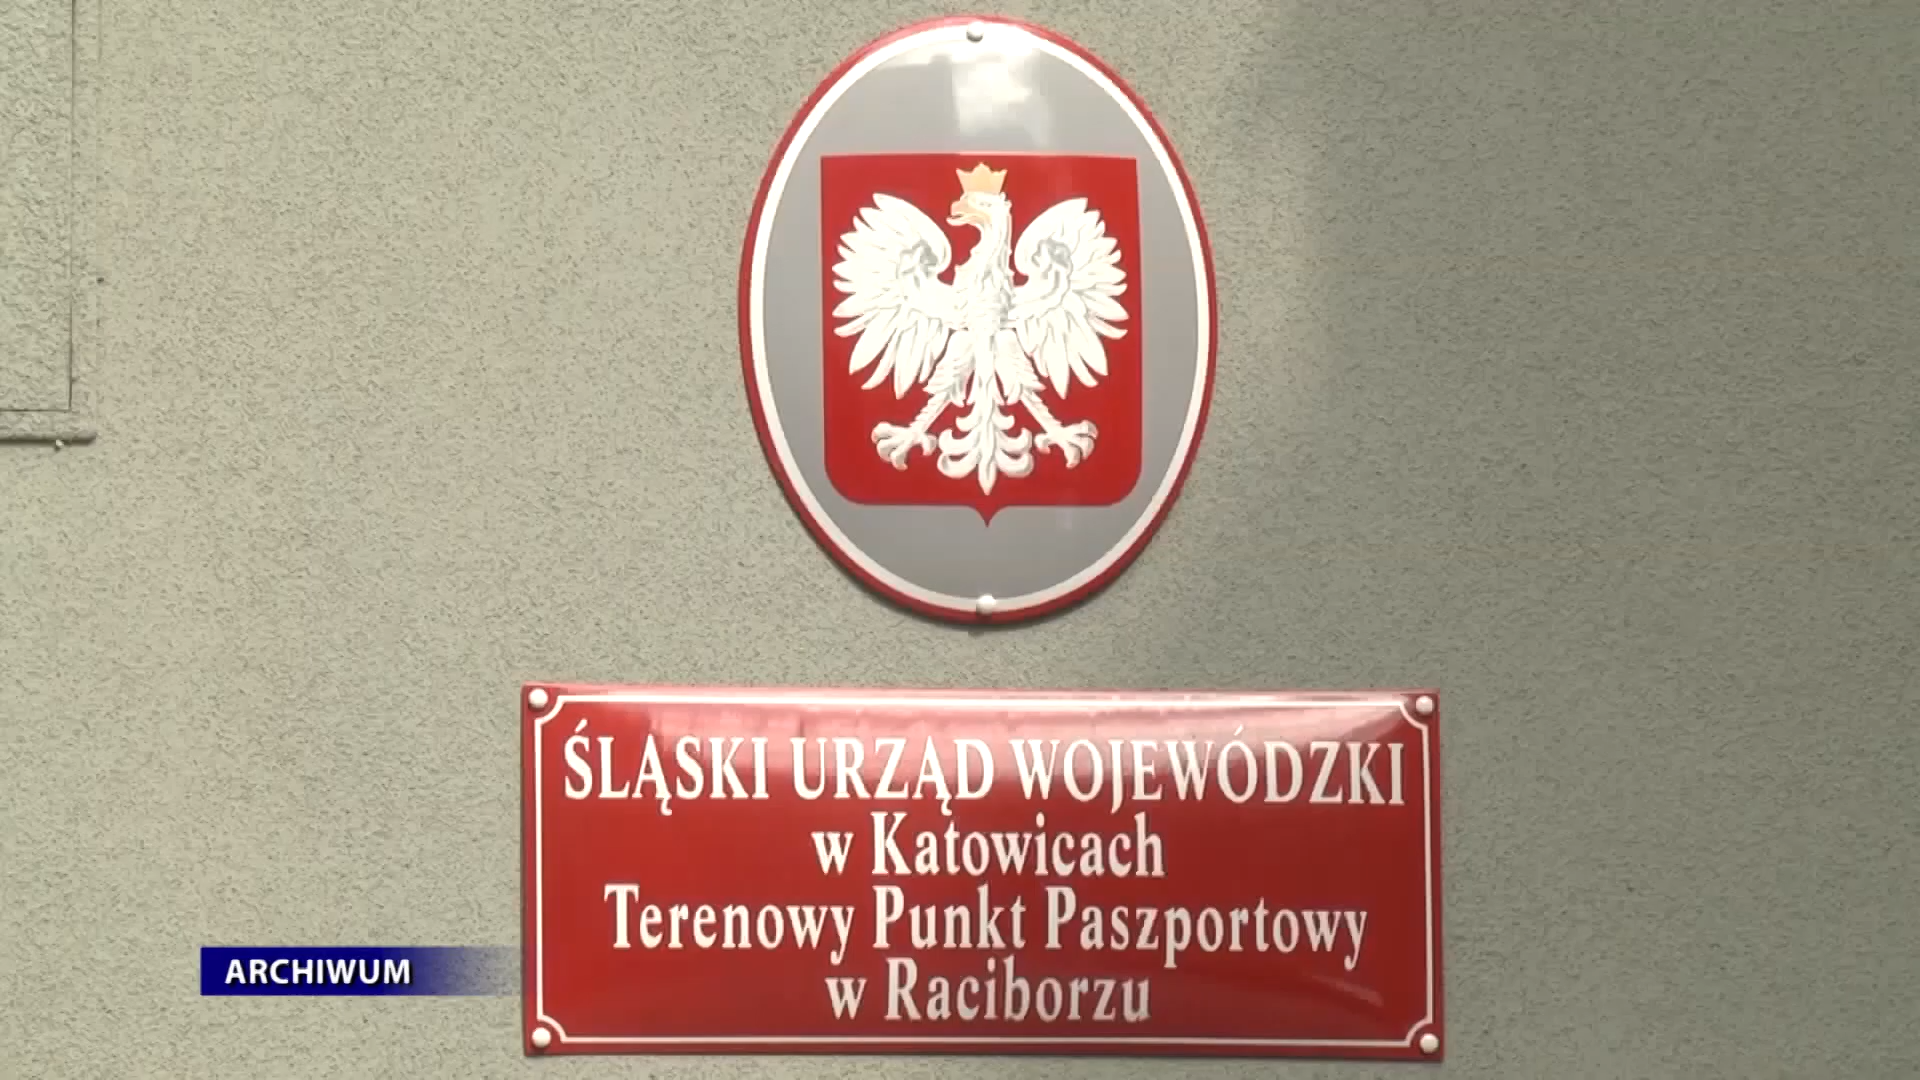 ŚLĄSKI URZĄD WOJEWÓDZKI
w Katowicach
Terenowy Punkt Paszportowy
w Raciborzu
ARCHIWUM